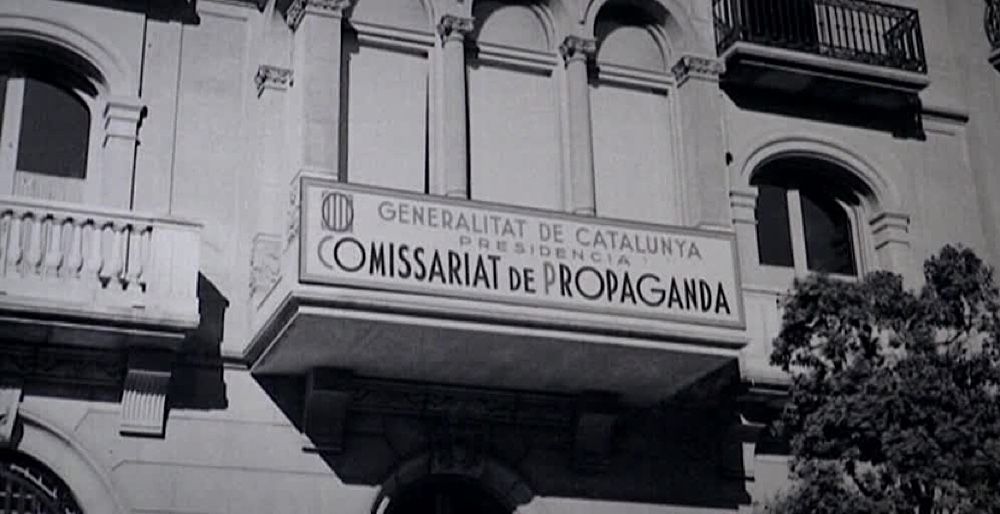 GENERALITAT DE CATALUNYA
PRESIDENCIA
COMISSARIAT DE PROPAGANDA